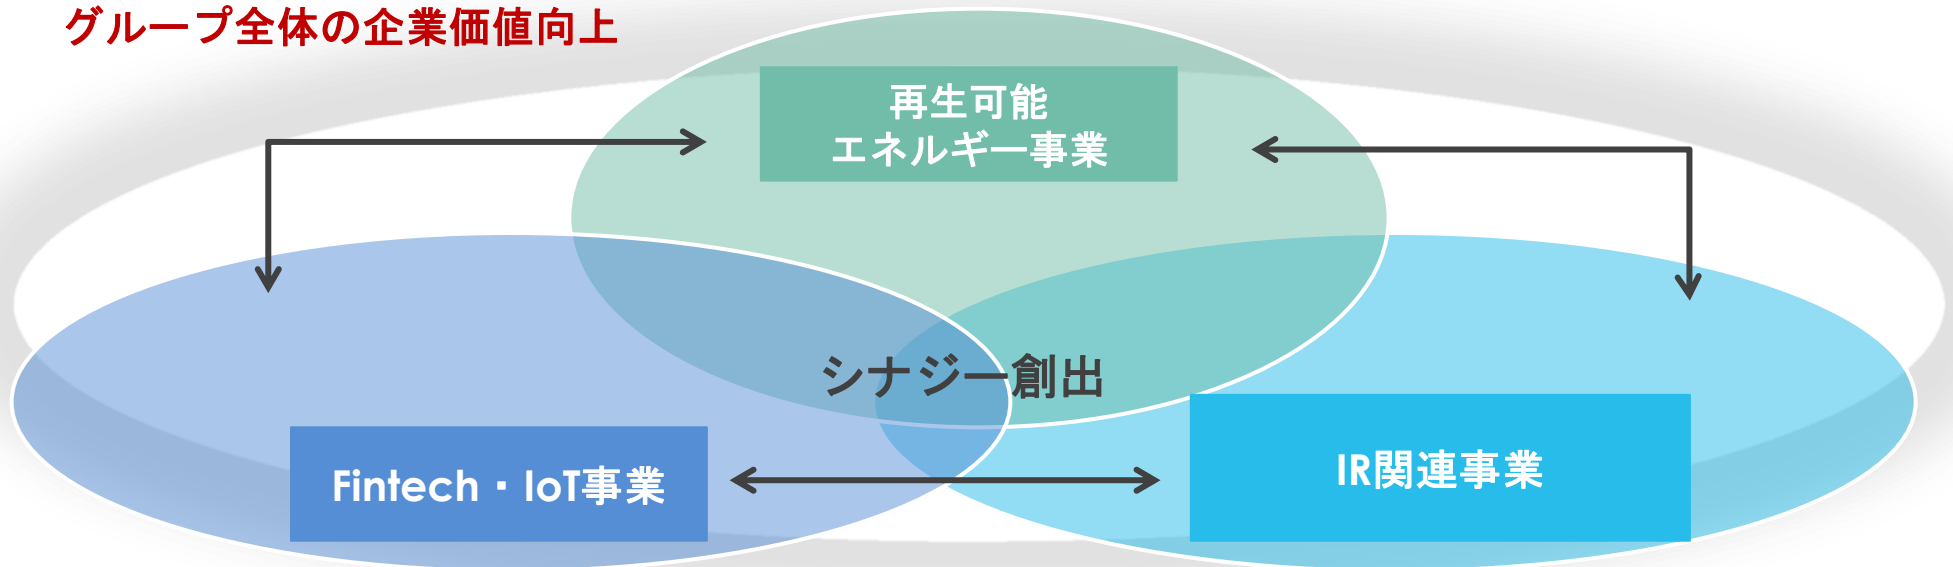 グループ全体の企業価値向上
再生可能
エネルギー事業
シナジー創出
Fintech・IoT事業
IR関連事業